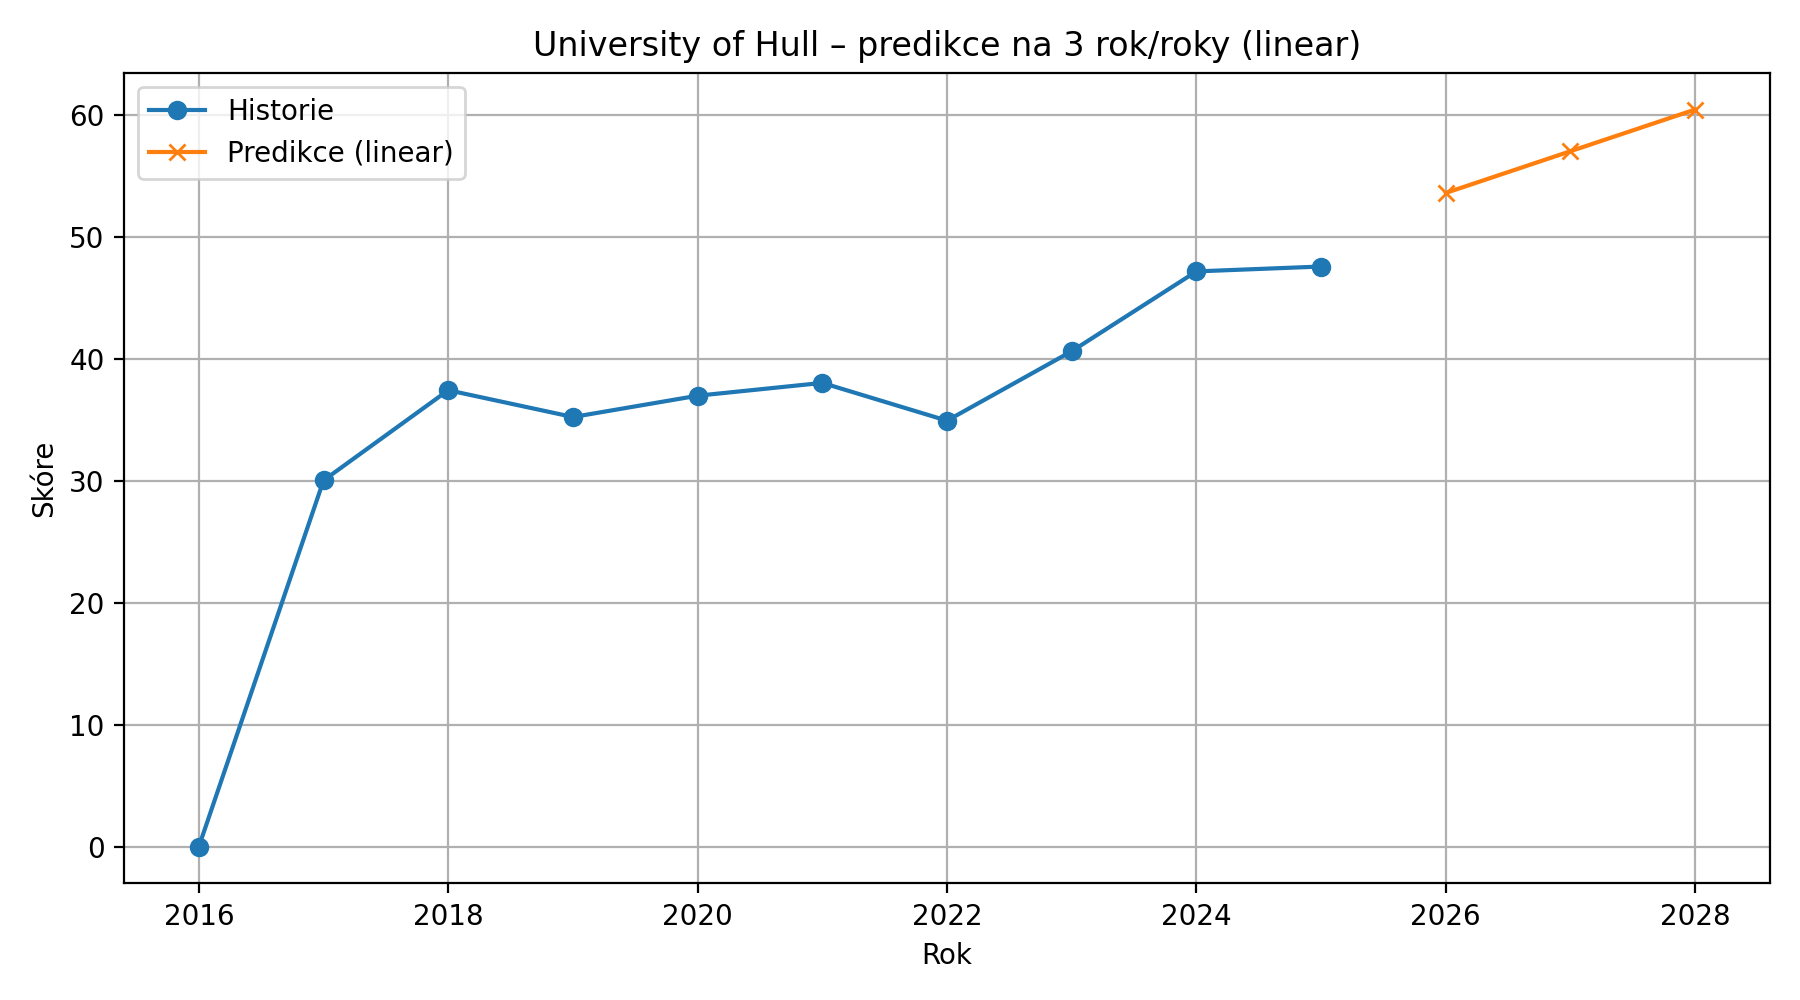 University of Hull – predikce na 3 rok/roky (linear)
Historie
Predikce (linear)
Skóre
60
50
40
30
20
10
0
2016 2018 2020 2022 2024 2026 2028
Rok